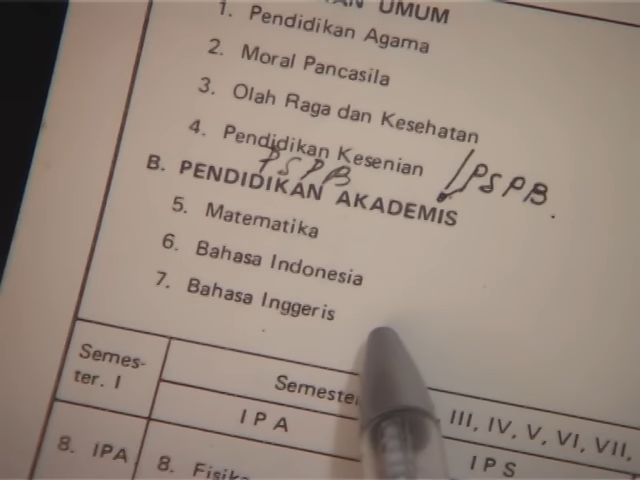 UMUM
1. Pendidikan Agama
2. Moral Pancasila
3. Olah Raga dan Kesehatan
4. Pendidikan Kesenian / PSPB.
PSPB
B. PENDIDIKAN AKADEMIS
5. Matematika
6. Bahasa Indonesia
7. Bahasa Inggeris
Semes-
ter. I
III, IV, V, VI, VII,
IPA
IPS
8. IPA
8.